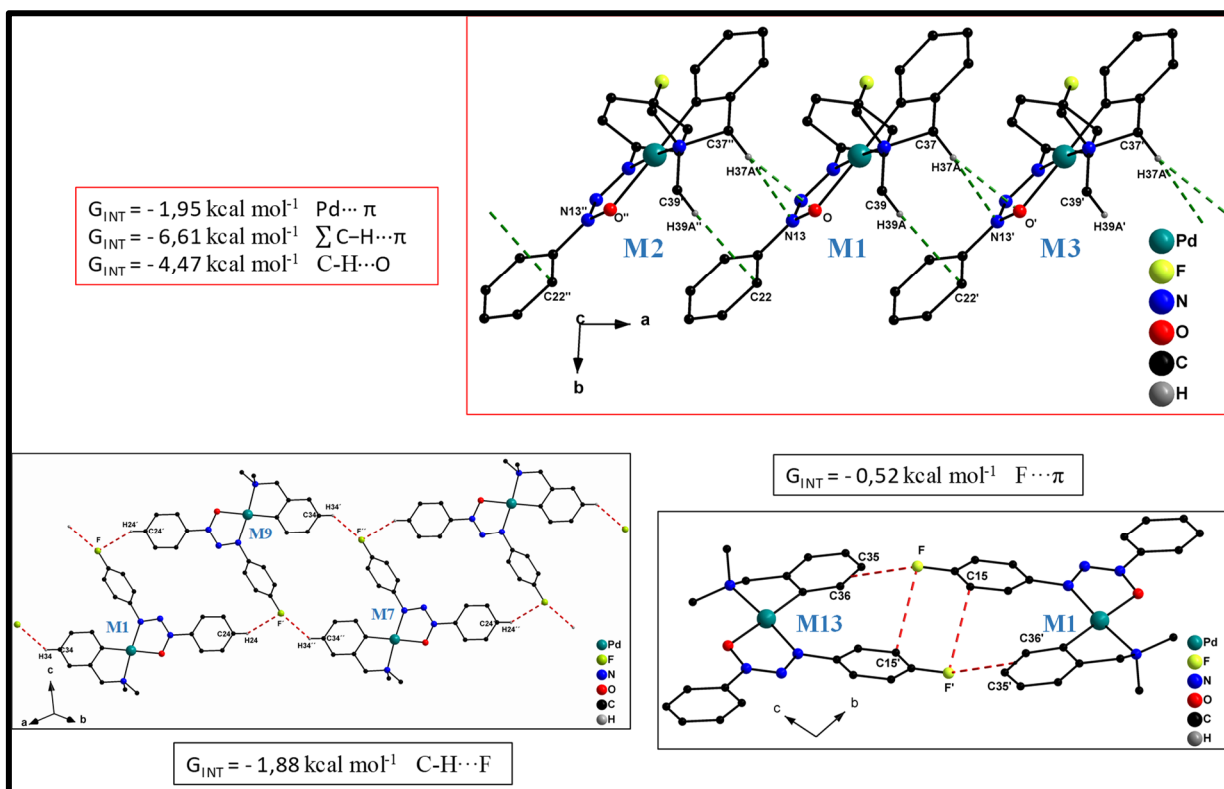 G_INT = - 1,95 kcal mol⁻¹ Pd··· π
G_INT = - 6,61 kcal mol⁻¹ ∑ C–H···π
G_INT = - 4,47 kcal mol⁻¹ C-H···O
C37'' C37 C37'
H37A'' H37A H37A'
C39'' C39 C39'
N13'' O'' H39A'' N13 O H39A N13' O' H39A'
M2 M1 M3
C22'' C22 C22'
c a
b
Pd
F
N
O
C
H
G_INT = - 0,52 kcal mol⁻¹ F···π
H24' C24' F M9 C34' H34' F''
M1 M7
H34 C34 C24 H24 F' H34'' C34'' C24'' H24''
c
a b
Pd
F
N
O
C
H
C35 F
C36 C15
M13 M1
C15' C36'
F' C35'
c b
Pd
F
N
O
C
H
G_INT = - 1,88 kcal mol⁻¹ C-H···F